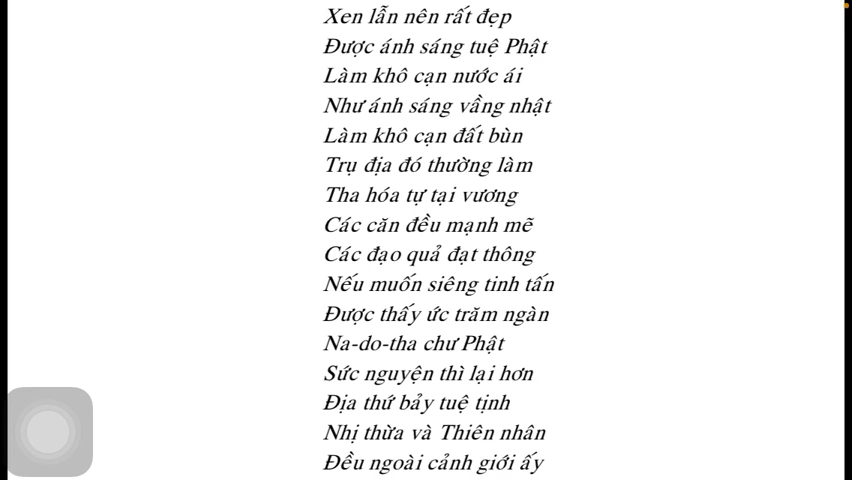 Xen lẫn nên rất đẹp
Được ánh sáng tuệ Phật
Làm khô cạn nước ái
Như ánh sáng vầng nhật
Làm khô cạn đất bùn
Trụ địa đó thường làm
Tha hóa tự tại vương
Các căn đều mạnh mẽ
Các đạo quả đạt thông
Nếu muốn siêng tinh tấn
Được thấy ức trăm ngàn
Na-do-tha chư Phật
Sức nguyện thì lại hơn
Địa thứ bảy tuệ tịnh
Nhị thừa và Thiên nhân
Đều ngoài cảnh giới ấy